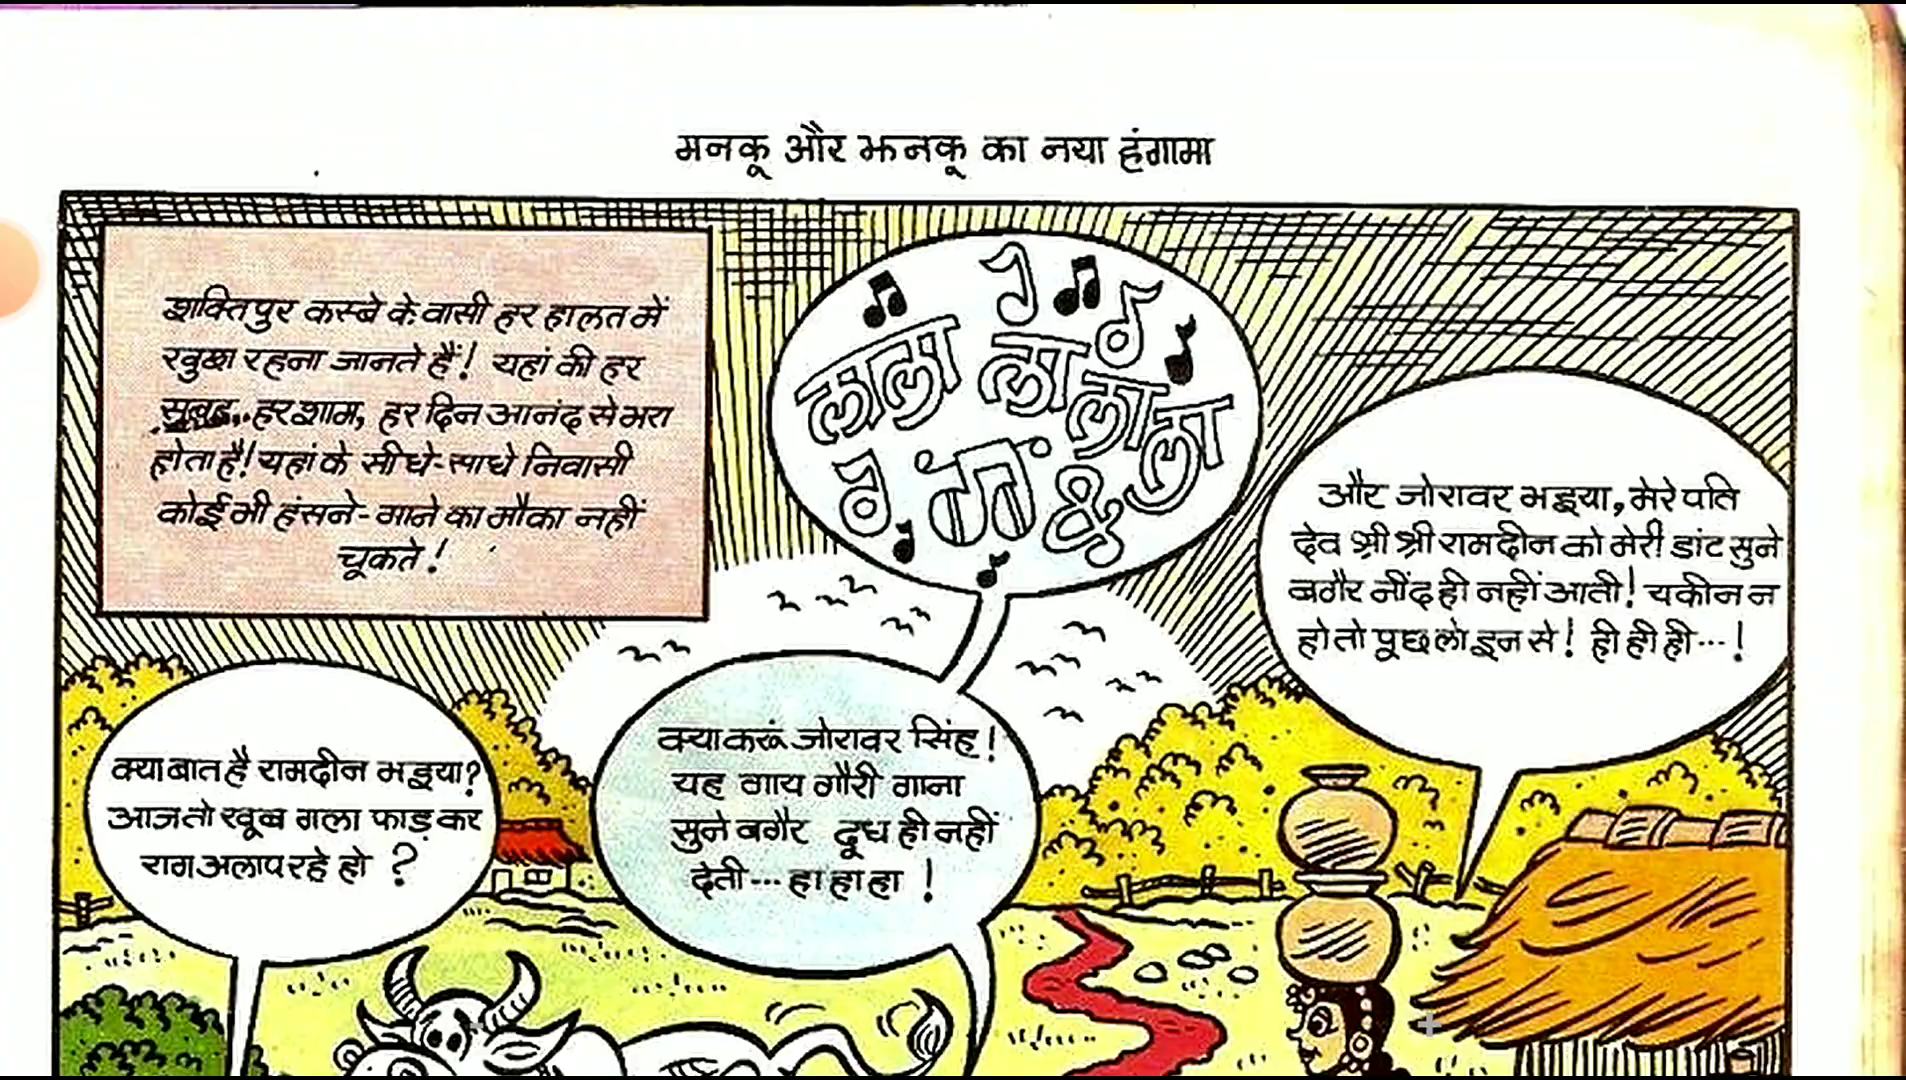 मनकू और झनकू का नया हंगामा
शक्तिपुर कस्बे के वासी हर हालत में
खुश रहना जानते हैं! यहां की हर
सुबह, हर शाम, हर दिन आनंद से भरा
होता है! यहां के सीधे-साधे निवासी
कोई भी हंसने-गाने का मौका नहीं
चूकते!
लाला ला लाला
क्या बात है रामदीन भइया?
आज तो खूब गला फाड़ कर
राग अलाप रहे हो ?
क्या करूं जोरावर सिंह!
यह गाय गौरी गाना
सुने बगैर दूध ही नहीं
देती... हा हा हा !
और जोरावर भइया, मेरे पति
देव श्री श्री रामदीन को मेरी डांट सुने
बगैर नींद ही नहीं आती! यकीन न
हो तो पूछ लो इन से! ही ही ही...!